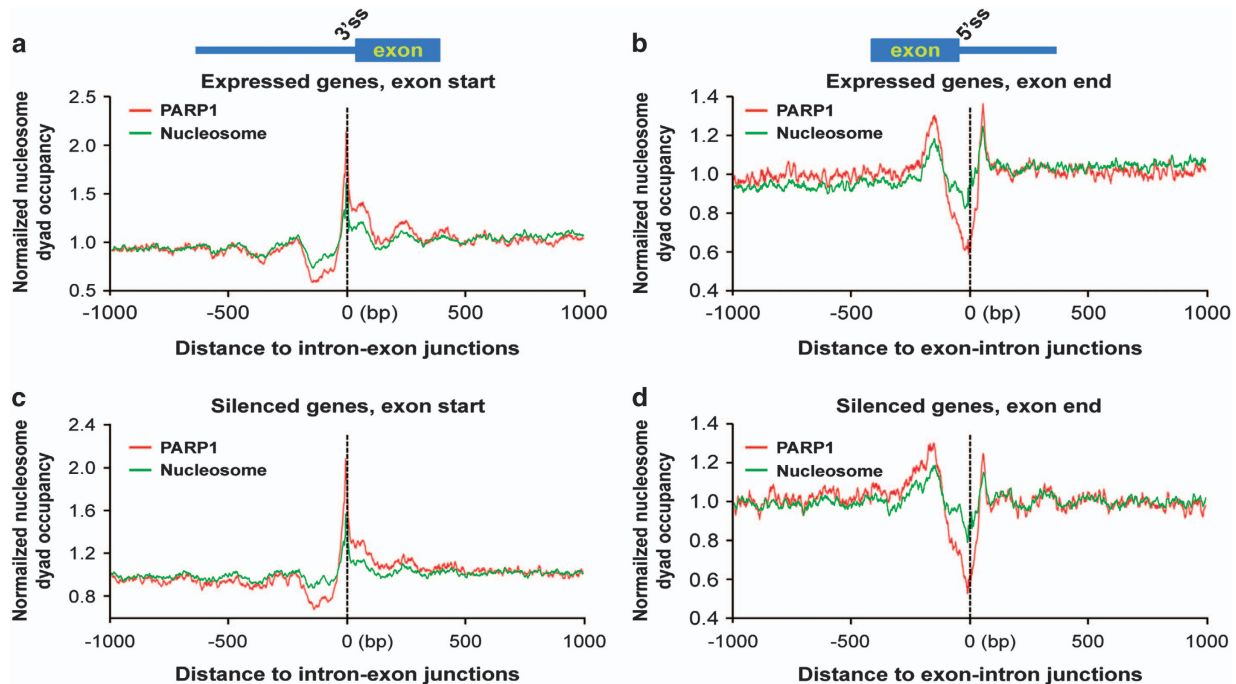 a
3'ss
exon
Expressed genes, exon start
PARP1
Nucleosome
Normalized nucleosome
dyad occupancy
2.5
2.0
1.5
1.0
0.5
-1000
-500
0 (bp)
500
1000
Distance to intron-exon junctions
b
exon
5'ss
Expressed genes, exon end
PARP1
Nucleosome
Normailzed nucleosome
dyad occupancy
1.4
1.2
1.0
0.8
0.6
0.4
-1000
-500
0 (bp)
500
1000
Distance to exon-intron junctions
c
Silenced genes, exon start
PARP1
Nucleosome
Normailzed nucleosome
dyad occupancy
2.4
2.0
1.6
1.2
0.8
-1000
-500
0 (bp)
500
1000
Distance to intron-exon junctions
d
Silenced genes, exon end
PARP1
Nucleosome
Normailzed nucleosome
dyad occupancy
1.4
1.2
1.0
0.8
0.6
0.4
-1000
-500
0 (bp)
500
1000
Distance to exon-intron junctions